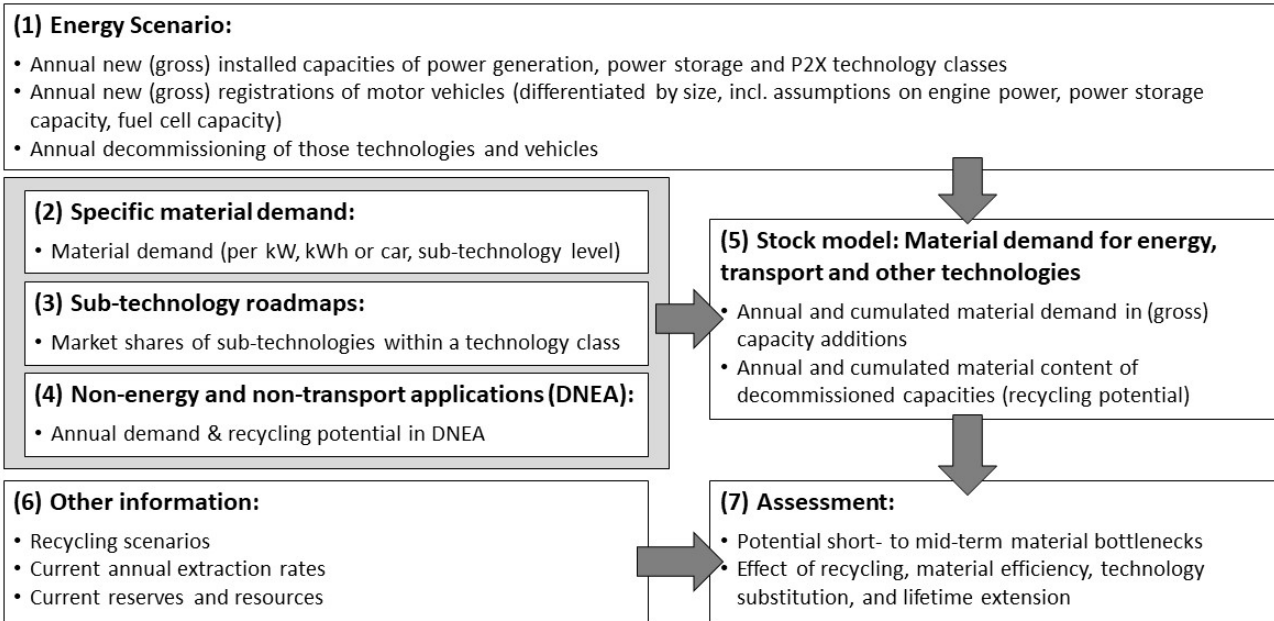 (1) Energy Scenario:
• Annual new (gross) installed capacities of power generation, power storage and P2X technology classes
• Annual new (gross) registrations of motor vehicles (differentiated by size, incl. assumptions on engine power, power storage
capacity, fuel cell capacity)
• Annual decommissioning of those technologies and vehicles
(2) Specific material demand:
• Material demand (per kW, kWh or car, sub-technology level)
(3) Sub-technology roadmaps:
• Market shares of sub-technologies within a technology class
(4) Non-energy and non-transport applications (DNEA):
• Annual demand & recycling potential in DNEA
(5) Stock model: Material demand for energy,
transport and other technologies
• Annual and cumulated material demand in (gross)
capacity additions
• Annual and cumulated material content of
decommissioned capacities (recycling potential)
(6) Other information:
• Recycling scenarios
• Current annual extraction rates
• Current reserves and resources
(7) Assessment:
• Potential short- to mid-term material bottlenecks
• Effect of recycling, material efficiency, technology
substitution, and lifetime extension